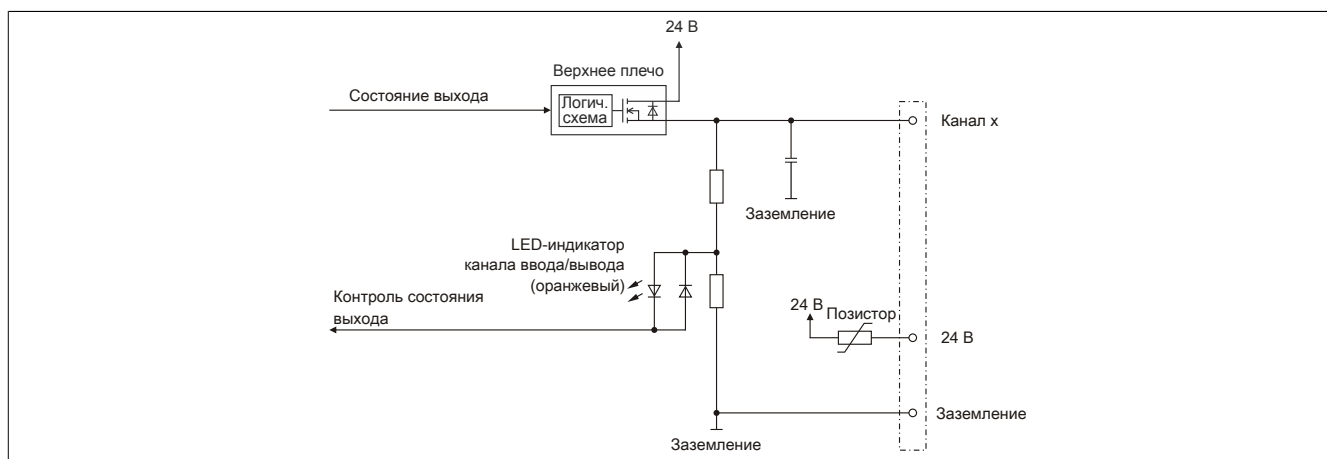 24 В
Верхнее плечо
Состояние выхода
Логич.
схема
Канал x
Заземление
LED-индикатор
канала ввода/вывода
(оранжевый)
Контроль состояния
выхода
24 В
Позистор
24 В
Заземление
Заземление